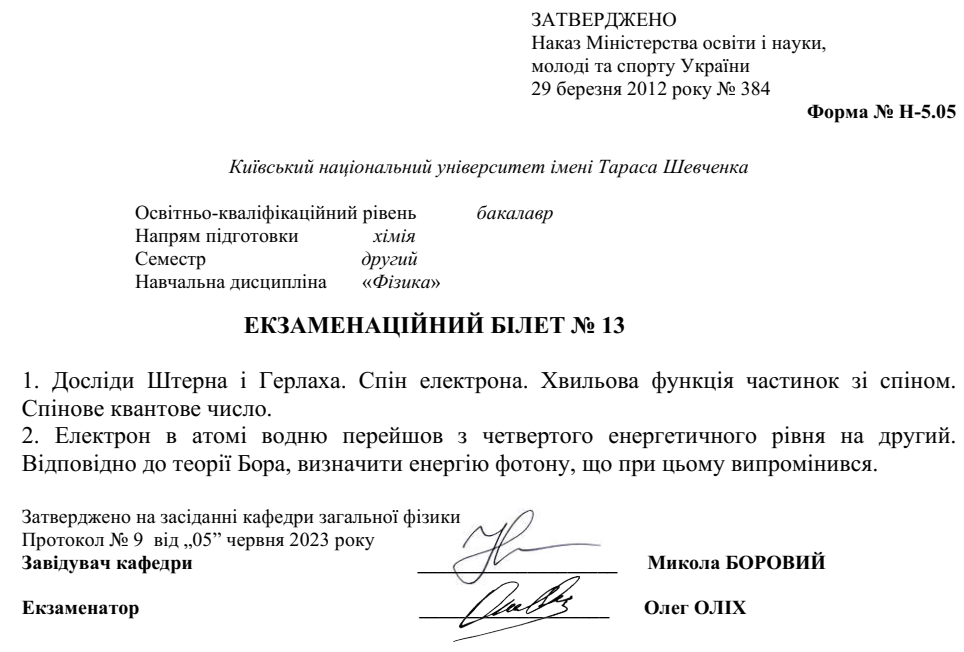 ЗАТВЕРДЖЕНО
Наказ Міністерства освіти і науки,
молоді та спорту України
29 березня 2012 року № 384
Форма № Н-5.05
Київський національний університет імені Тараса Шевченка
Освітньо-кваліфікаційний рівень бакалавр
Напрям підготовки хімія
Семестр другий
Навчальна дисципліна «Фізика»
ЕКЗАМЕНАЦІЙНИЙ БІЛЕТ № 13
1. Досліди Штерна і Герлаха. Спін електрона. Хвильова функція частинок зі спіном.
Спінове квантове число.
2. Електрон в атомі водню перейшов з четвертого енергетичного рівня на другий.
Відповідно до теорії Бора, визначити енергію фотону, що при цьому випромінився.
Затверджено на засіданні кафедри загальної фізики
Протокол № 9 від „05” червня 2023 року
Завідувач кафедри Микола БОРОВИЙ
Екзаменатор Олег ОЛІХ